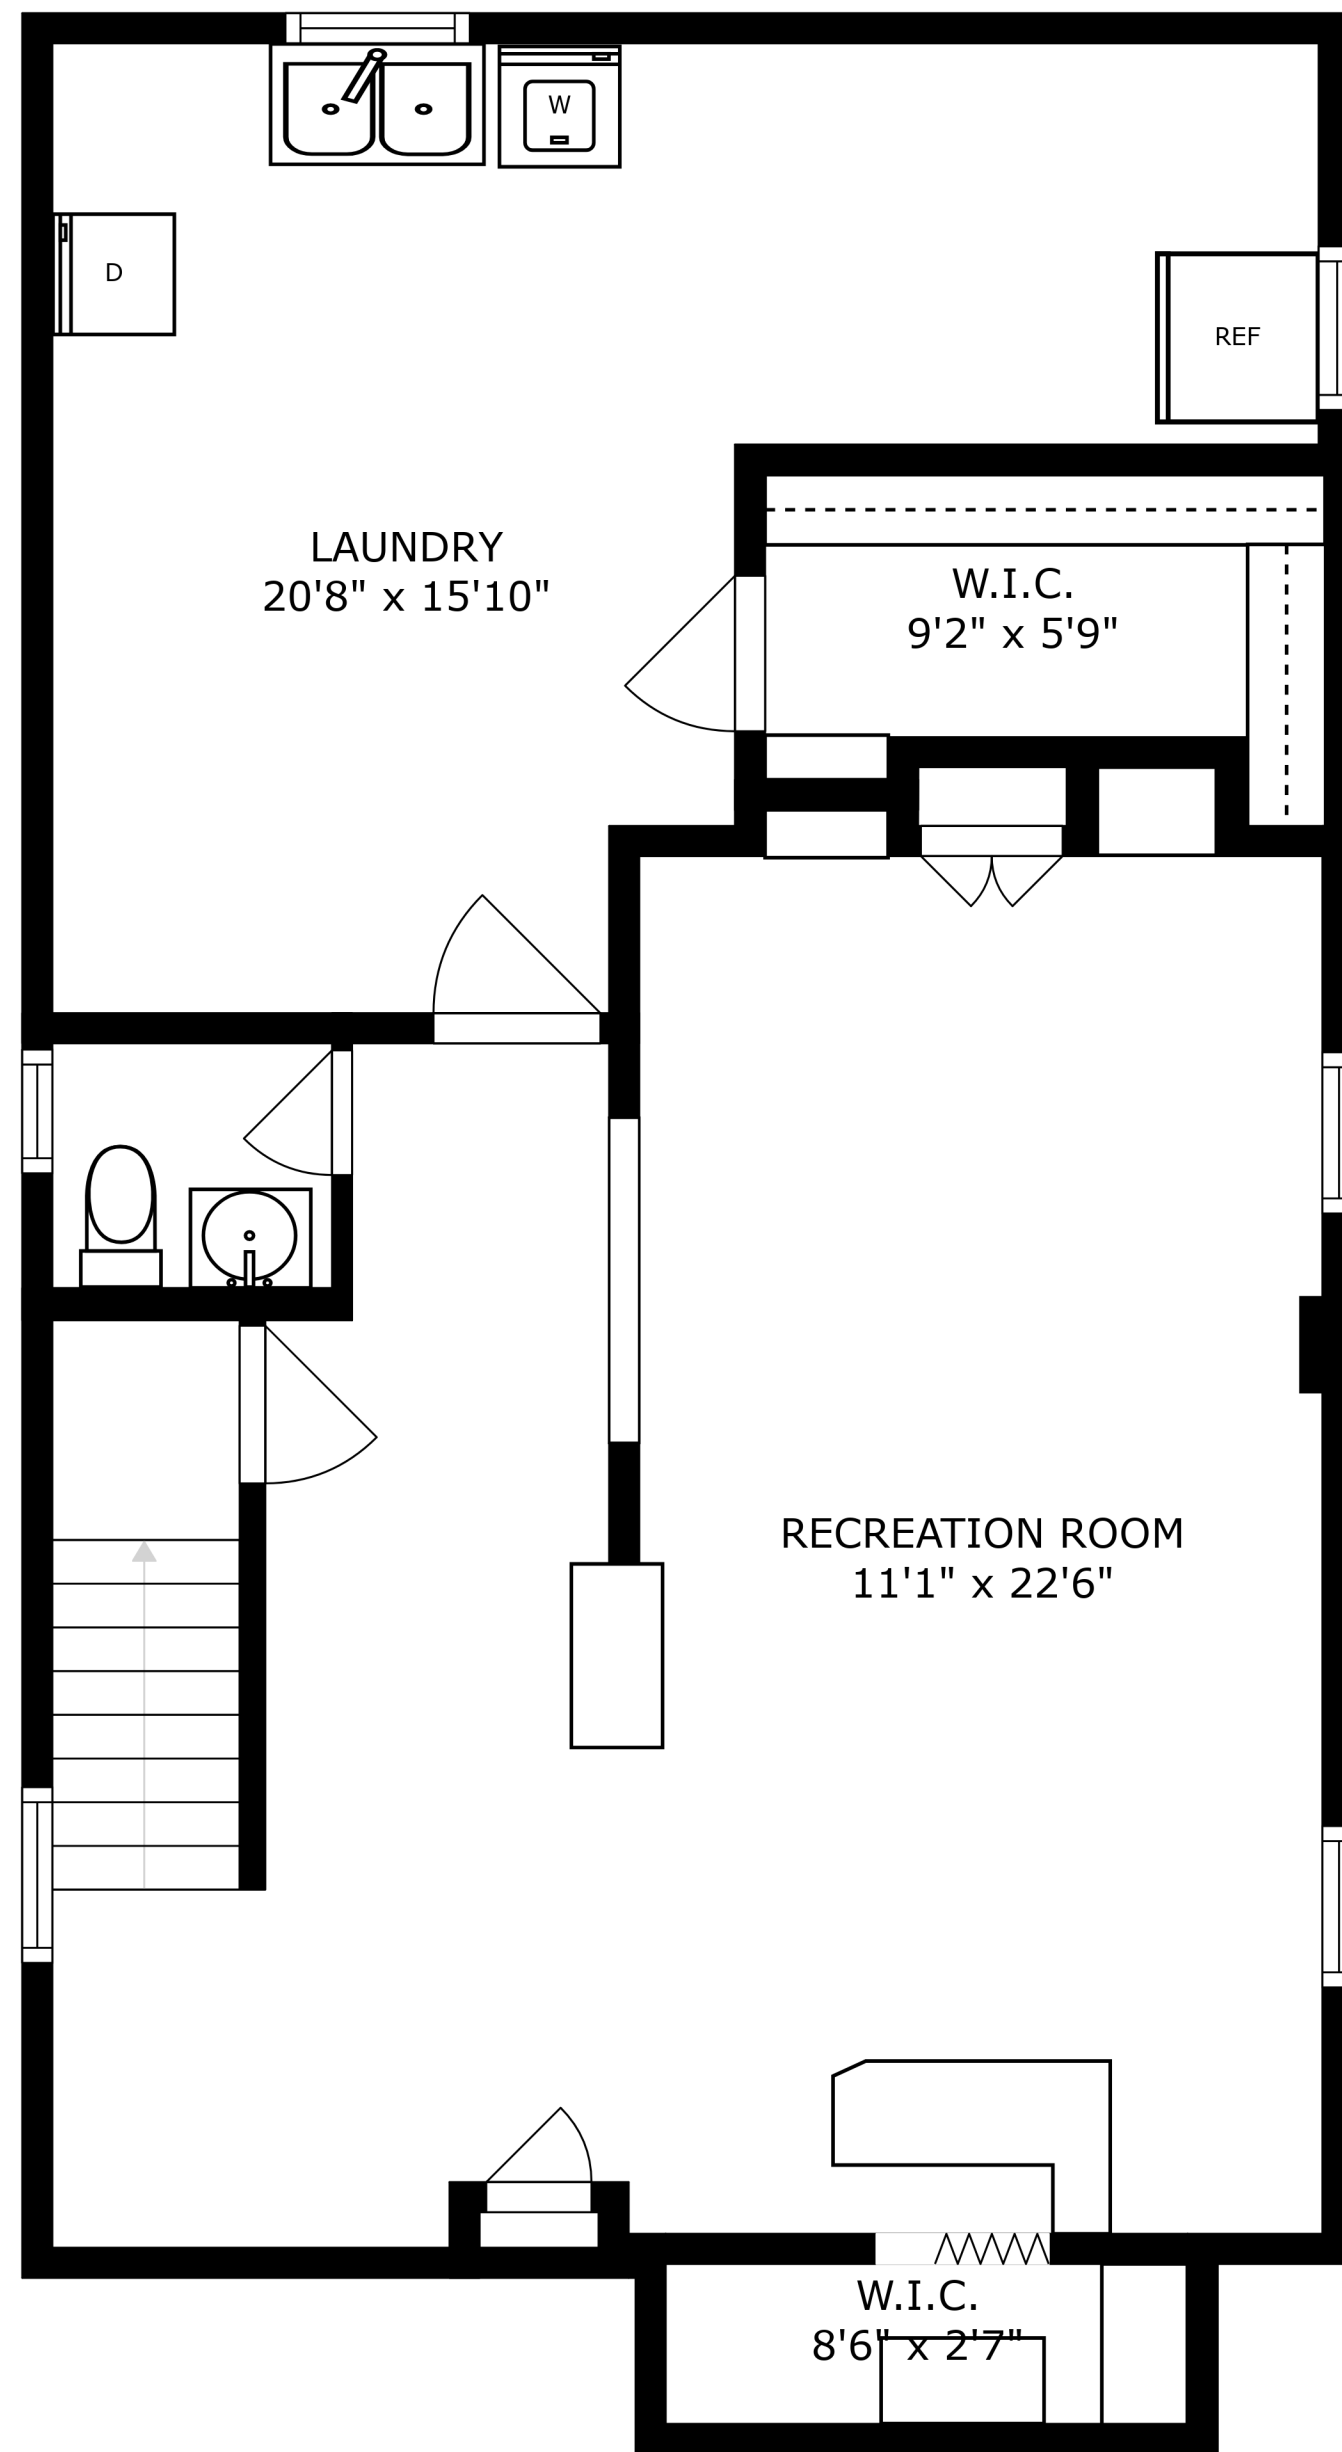 W
D
REF
LAUNDRY
20'8" x 15'10"
W.I.C.
9'2" x 5'9"
RECREATION ROOM
11'1" x 22'6"
W.I.C.
8'6" x 2'7"